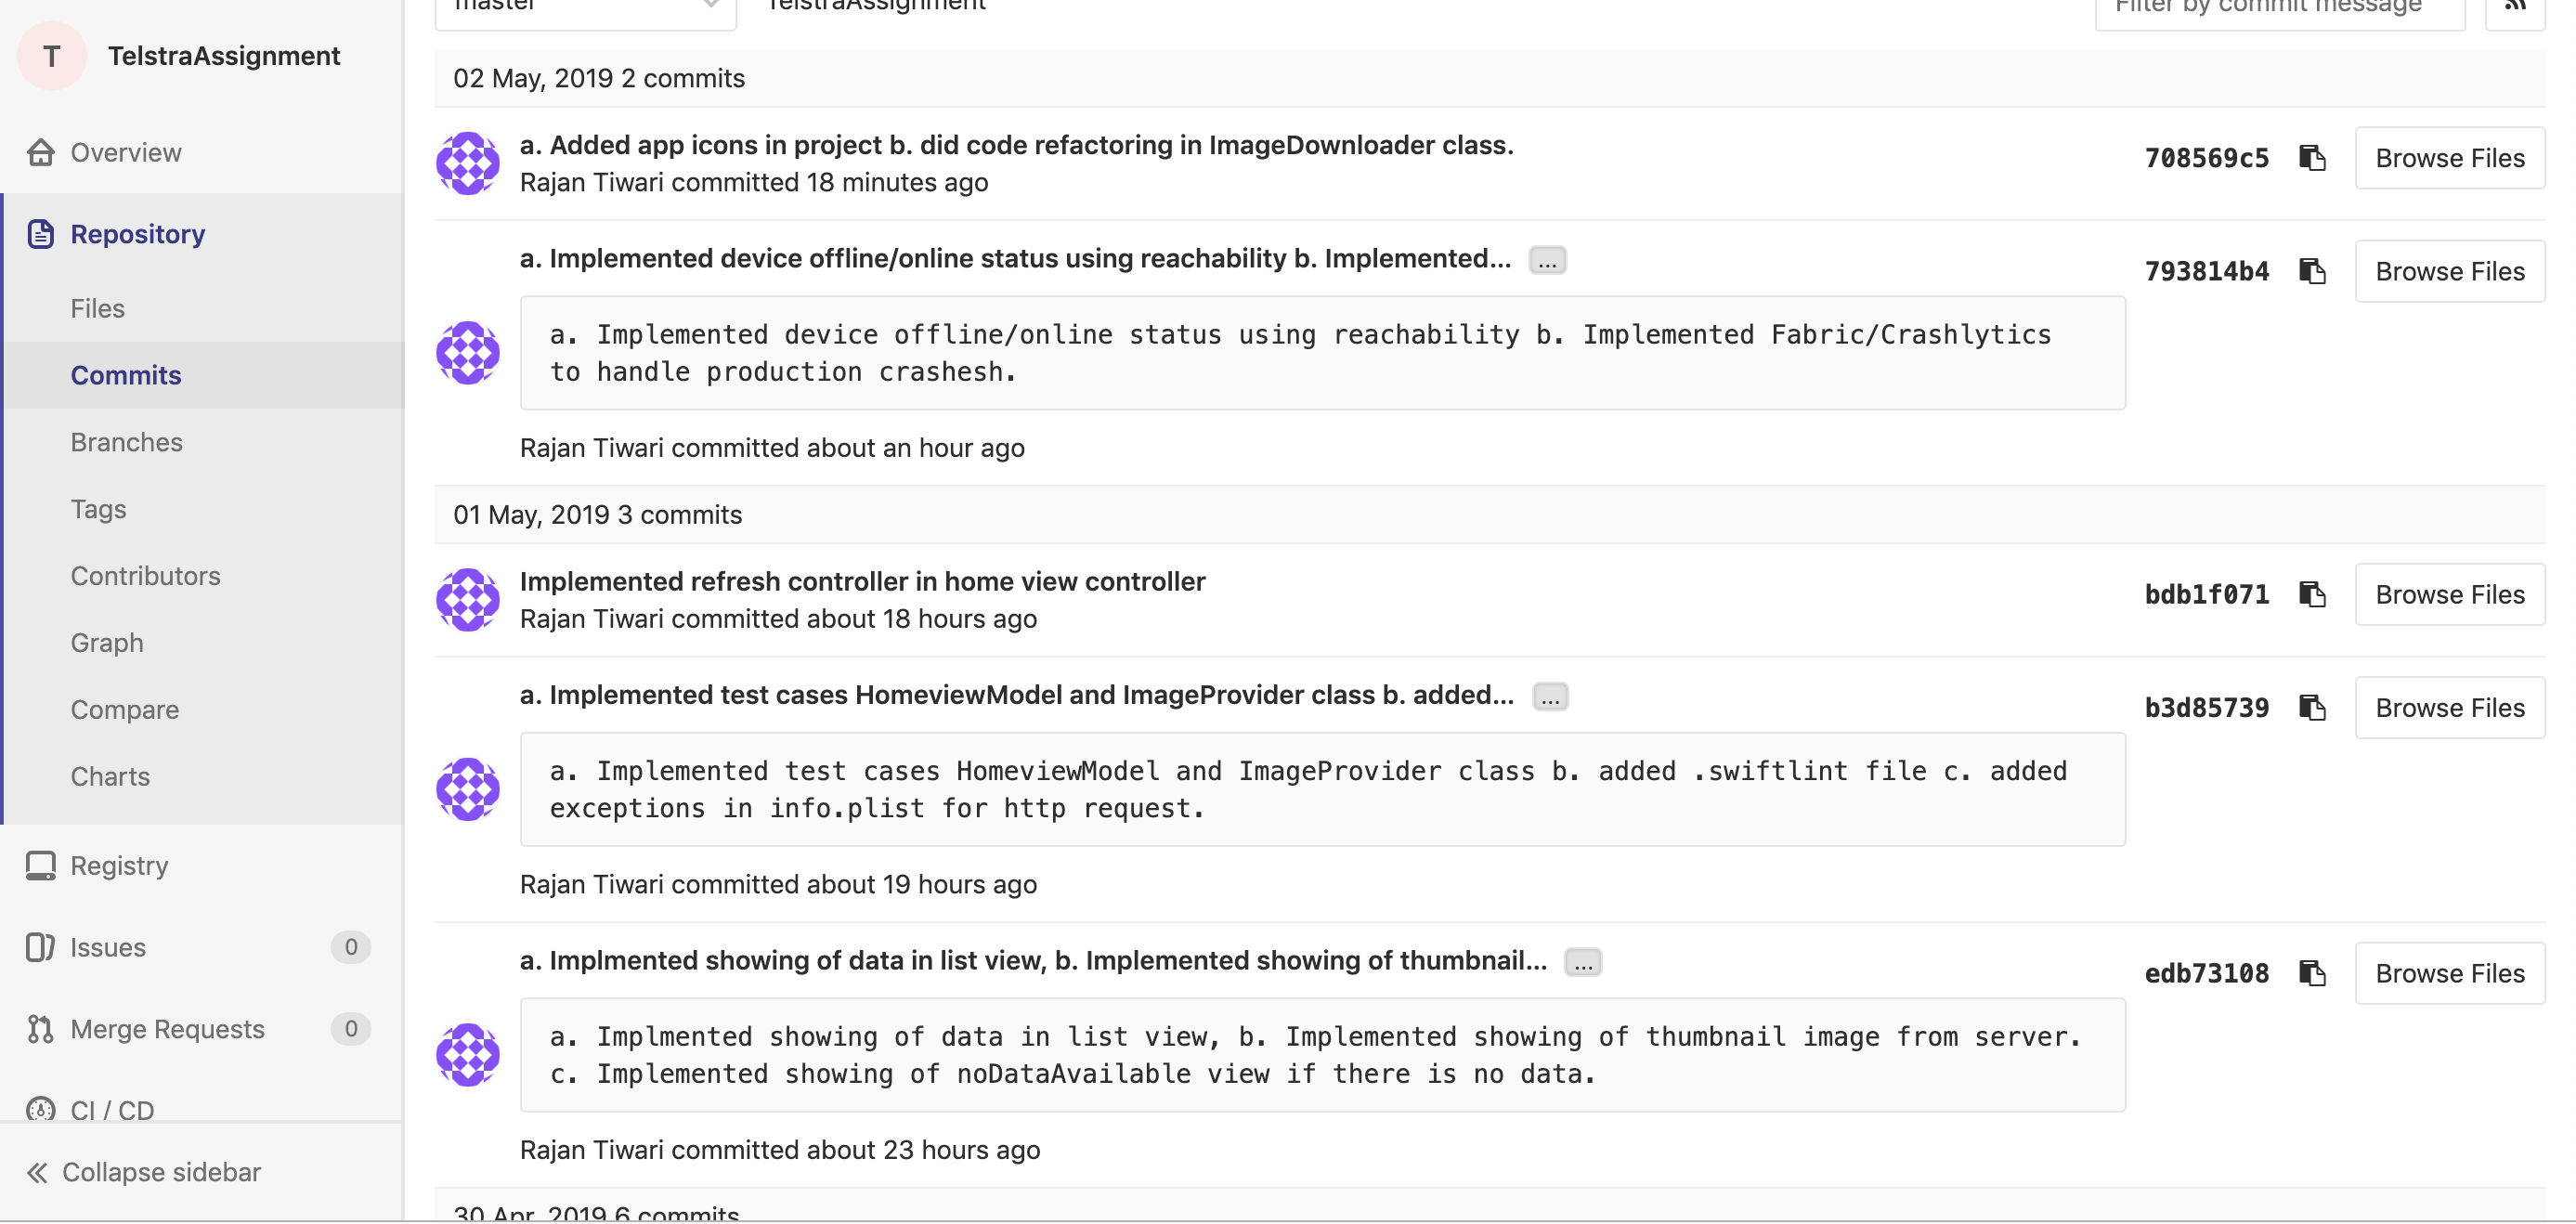 T TelstraAssignment
Overview
Repository
Files
Commits
Branches
Tags
Contributors
Graph
Compare
Charts
Registry
Issues 0
Merge Requests 0
CI / CD
Collapse sidebar
master TelstraAssignment Filter by commit message
02 May, 2019 2 commits
a. Added app icons in project b. did code refactoring in ImageDownloader class.
Rajan Tiwari committed 18 minutes ago
708569c5 Browse Files
a. Implemented device offline/online status using reachability b. Implemented... ...
793814b4 Browse Files
a. Implemented device offline/online status using reachability b. Implemented Fabric/Crashlytics
to handle production crashesh.
Rajan Tiwari committed about an hour ago
01 May, 2019 3 commits
Implemented refresh controller in home view controller
Rajan Tiwari committed about 18 hours ago
bdb1f071 Browse Files
a. Implemented test cases HomeviewModel and ImageProvider class b. added... ...
b3d85739 Browse Files
a. Implemented test cases HomeviewModel and ImageProvider class b. added .swiftlint file c. added
exceptions in info.plist for http request.
Rajan Tiwari committed about 19 hours ago
a. Implmented showing of data in list view, b. Implemented showing of thumbnail... ...
edb73108 Browse Files
a. Implmented showing of data in list view, b. Implemented showing of thumbnail image from server.
c. Implemented showing of noDataAvailable view if there is no data.
Rajan Tiwari committed about 23 hours ago
30 Apr, 2019 6 commits